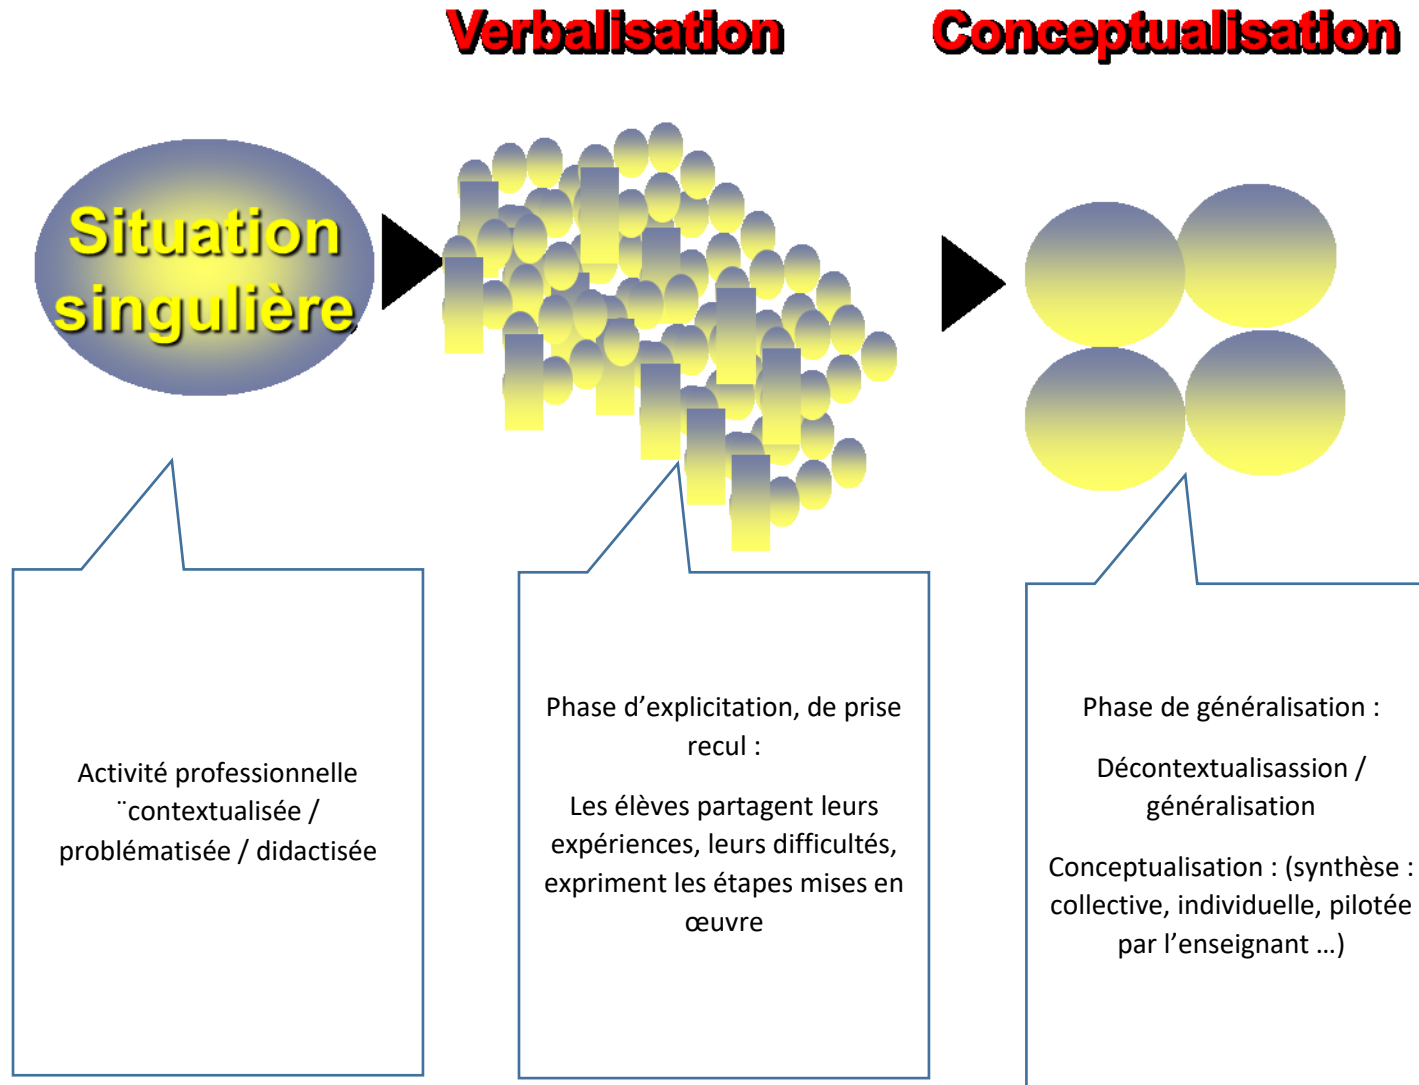 Verbalisation
Conceptualisation
Situation
singulière
Activité professionnelle
¨contextualisée /
problématisée / didactisée
Phase d’explicitation, de prise
recul :
Les élèves partagent leurs
expériences, leurs difficultés,
expriment les étapes mises en
œuvre
Phase de généralisation :
Décontextualisassion /
généralisation
Conceptualisation : (synthèse :
collective, individuelle, pilotée
par l’enseignant …)